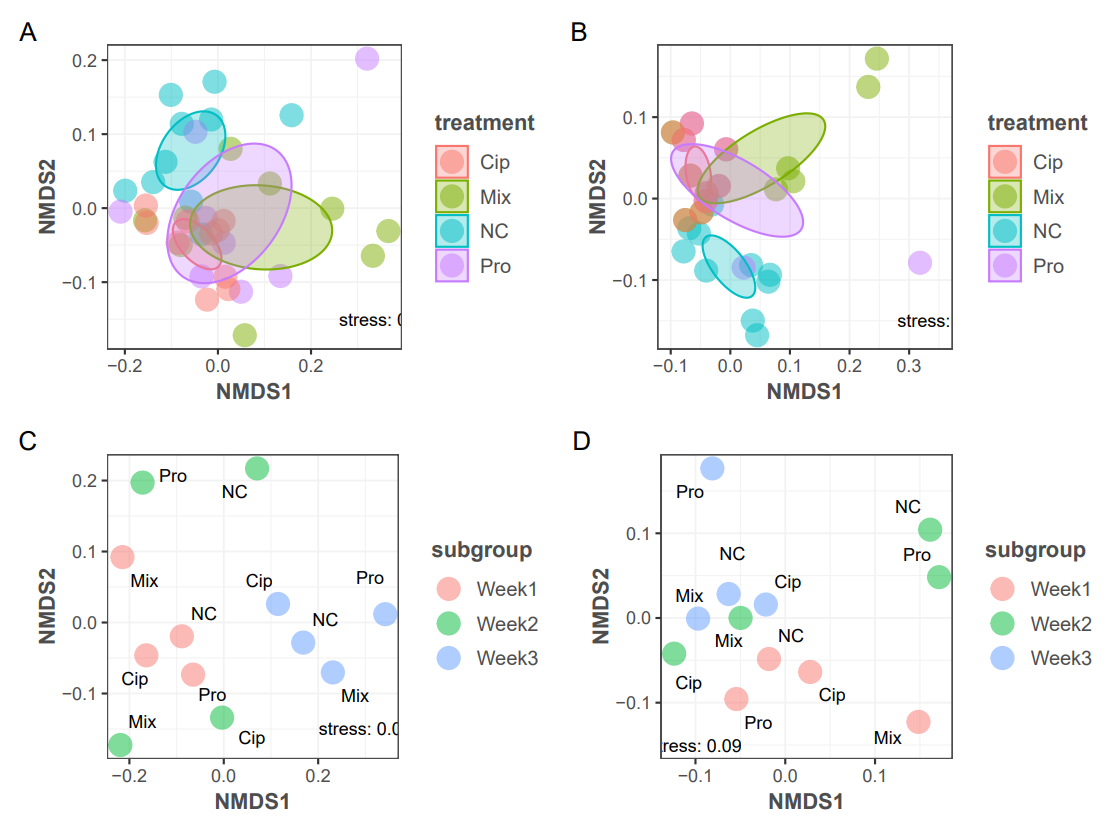 A
NMDS2
0.2
0.1
0.0
−0.1
−0.2
0.0
0.2
NMDS1
stress: 0
treatment
Cip
Mix
NC
Pro
B
NMDS2
0.1
0.0
−0.1
−0.1
0.0
0.1
0.2
0.3
NMDS1
stress:
treatment
Cip
Mix
NC
Pro
C
NMDS2
0.2
0.1
0.0
−0.1
−0.2
0.0
0.2
NMDS1
Pro
NC
Mix
Cip
Pro
NC
NC
Cip
Pro
Mix
Mix
Cip
stress: 0.0
subgroup
Week1
Week2
Week3
D
NMDS2
0.1
0.0
−0.1
−0.1
0.0
0.1
NMDS1
Pro
NC
NC
Pro
Cip
Mix
Mix
NC
Cip
Cip
Pro
Mix
ress: 0.09
subgroup
Week1
Week2
Week3